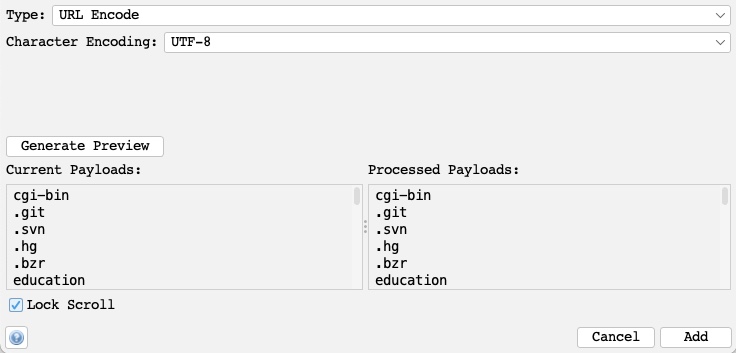 Type: URL Encode
Character Encoding: UTF-8
Generate Preview
Current Payloads: Processed Payloads:
cgi-bin cgi-bin
.git .git
.svn .svn
.hg .hg
.bzr .bzr
education education
Lock Scroll
Cancel Add